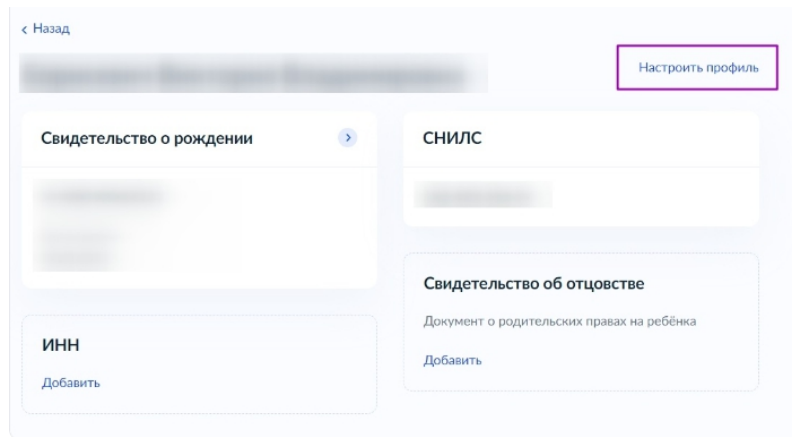 Назад
Настроить профиль
Свидетельство о рождении
СНИЛС
Свидетельство об отцовстве
Документ о родительских правах на ребёнка
Добавить
ИНН
Добавить